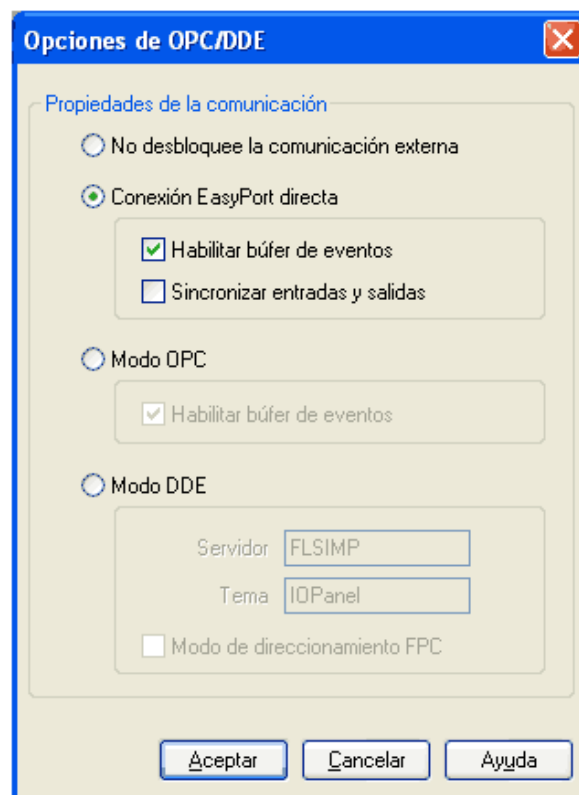 Opciones de OPC/DDE
Propiedades de la comunicación
No desbloquee la comunicación externa
Conexión EasyPort directa
Habilitar búfer de eventos
Sincronizar entradas y salidas
Modo OPC
Habilitar búfer de eventos
Modo DDE
Servidor FLSIMP
Tema IOPanel
Modo de direccionamiento FPC
Aceptar Cancelar Ayuda